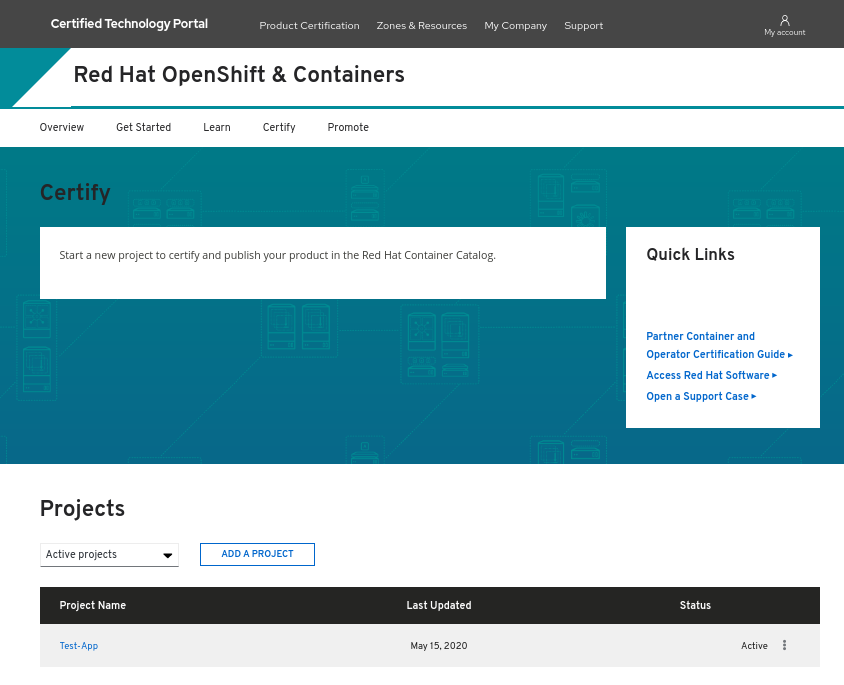 Certified Technology Portal
Product Certification Zones & Resources My Company Support
My account
Red Hat OpenShift & Containers
Overview Get Started Learn Certify Promote
Certify
Start a new project to certify and publish your product in the Red Hat Container Catalog.
Quick Links
Partner Container and
Operator Certification Guide ▸
Access Red Hat Software ▸
Open a Support Case ▸
Projects
Active projects
ADD A PROJECT
Project Name Last Updated Status
Test-App May 15, 2020 Active